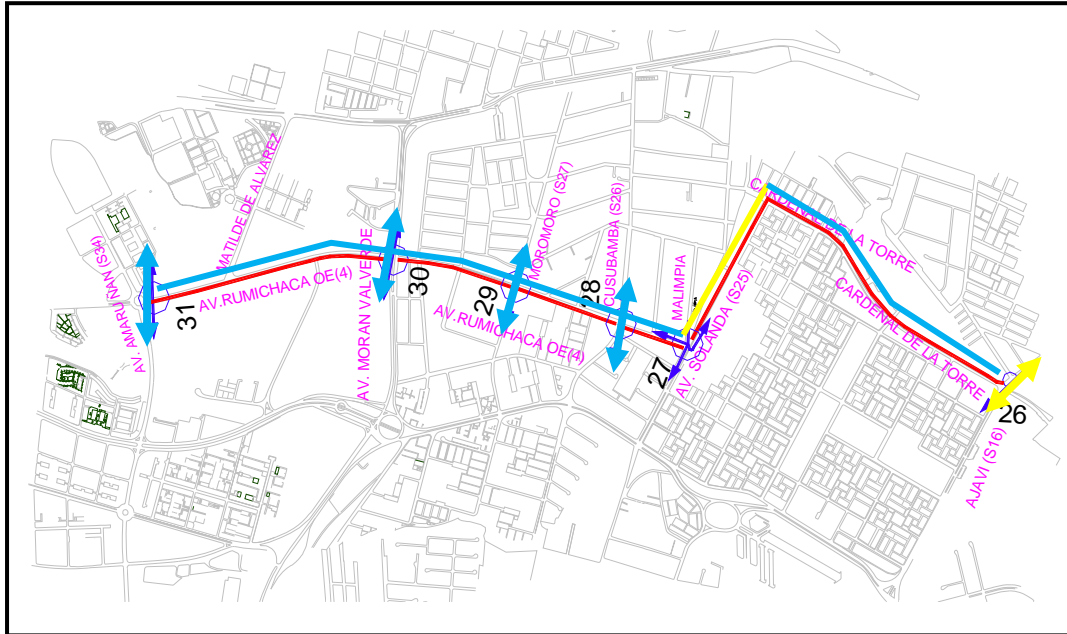 AV. AMARU ÑAN (S34)
31
MATILDE DE ALVAREZ
AV.RUMICHACA OE(4)
AV. MORAN VALVERDE
30
29
MOROMORO (S27)
AV.RUMICHACA OE(4)
28
CUSUBAMBA (S26)
MALIMPIA
27
AV. SOLANDA (S25)
CARDENAL DE LA TORRE
CARDENAL DE LA TORRE
26
AJAVI (S16)